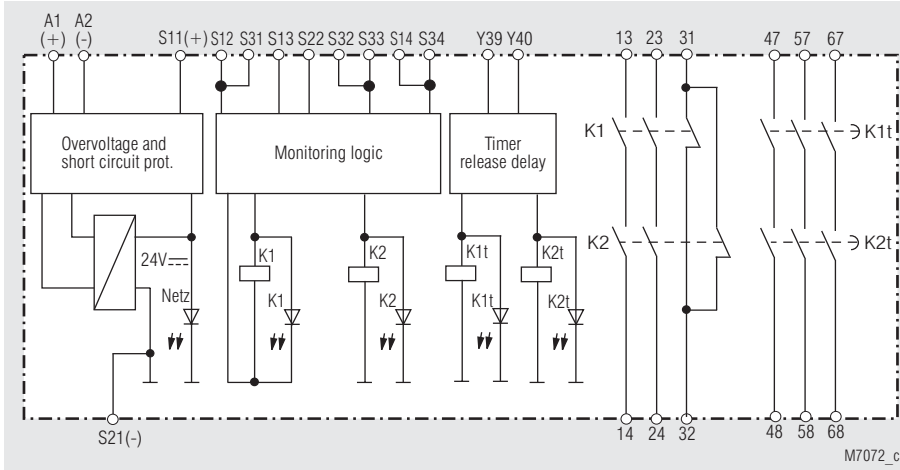 A1 A2
(+) (-) S11(+) S12 S31 S13 S22 S32 S33 S14 S34 Y39 Y40 13 23 31 47 57 67
Overvoltage and
short circuit prot.
Monitoring logic
Timer
release delay
K1 K1t
K2 K2t
24V
K1 K2 K1t K2t
Netz K1 K2 K1t K2t
S21(-) 14 24 32 48 58 68
M7072_c